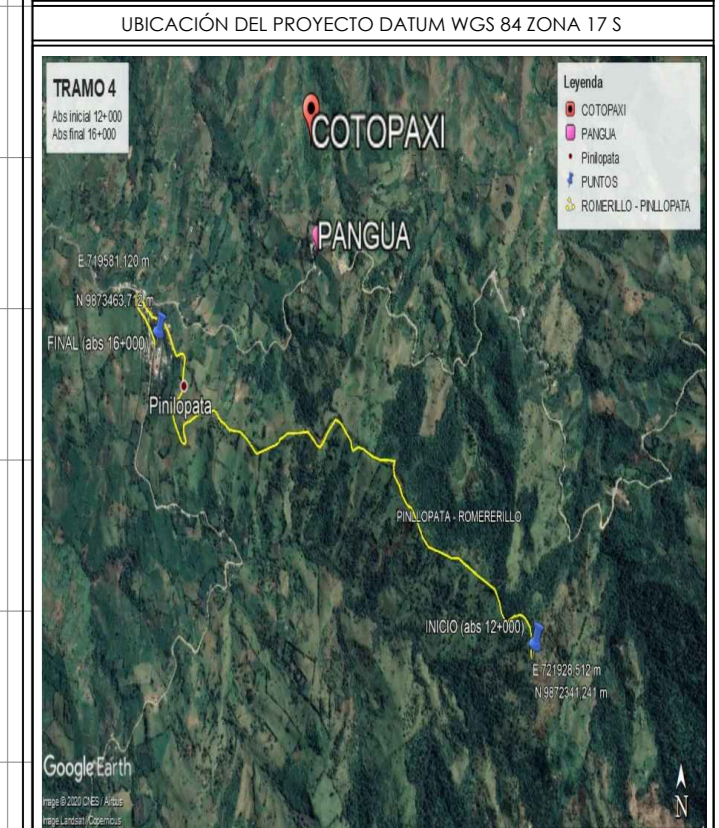 UBICACIÓN DEL PROYECTO DATUM WGS 84 ZONA 17 S
TRAMO 4
Abs inicial 12+000
Abs final 16+000
Leyenda
COTOPAXI
PANGUA
Pinilopata
PUNTOS
ROMERILLO - PINLLOPATA
COTOPAXI
PANGUA
E 719581,120 m
N 9873463,712 m
FINAL (abs 16+000)
Pinilopata
PINLLOPATA - ROMERERILLO
INICIO (abs 12+000)
E 721928,512 m
N 9872341,241 m
Google Earth
Image © 2020 CNES / Airbus
Image Landsat / Copernicus
N